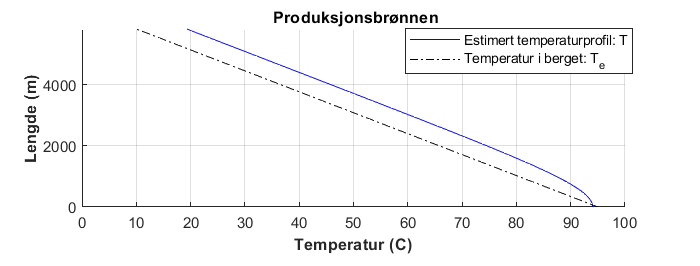 Produksjonsbrønnen
Estimert temperaturprofil: T
Temperatur i berget: Te
Lengde (m)
4000
2000
0
0 10 20 30 40 50 60 70 80 90 100
Temperatur (C)